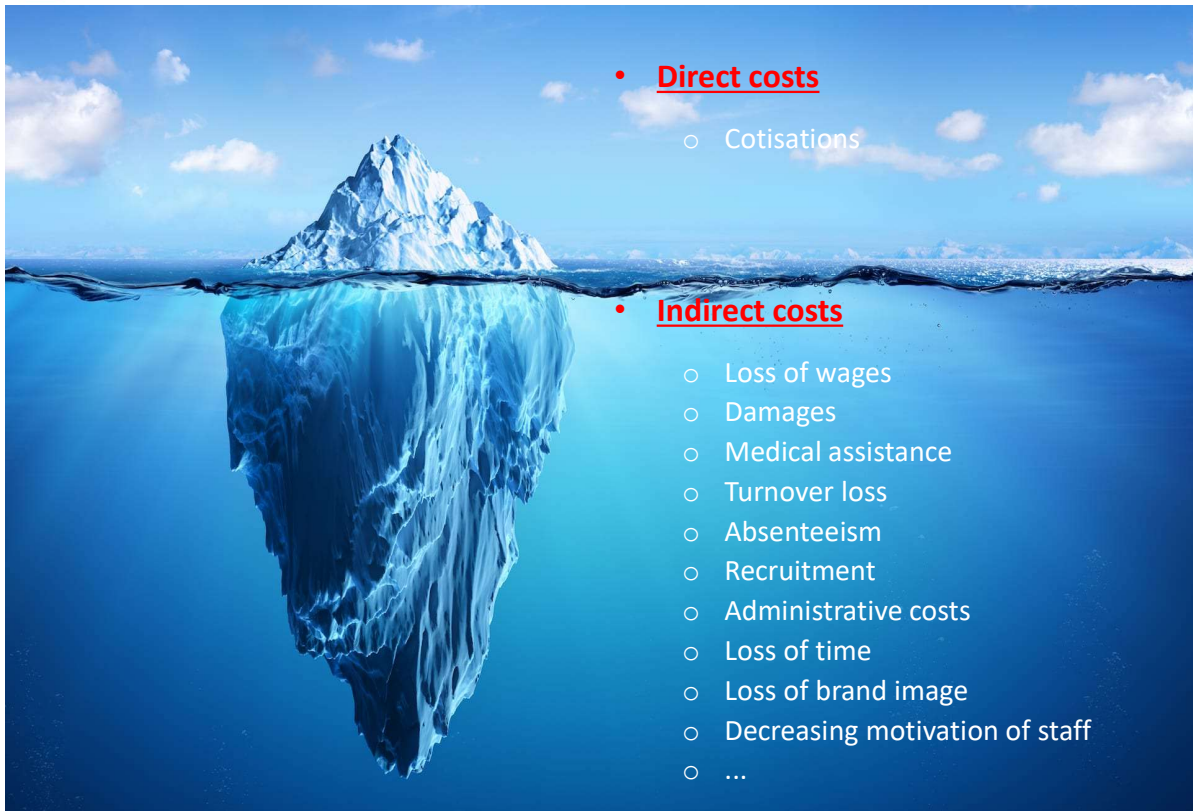 • Direct costs
o Cotisations
• Indirect costs
o Loss of wages
o Damages
o Medical assistance
o Turnover loss
o Absenteeism
o Recruitment
o Administrative costs
o Loss of time
o Loss of brand image
o Decreasing motivation of staff
o ...